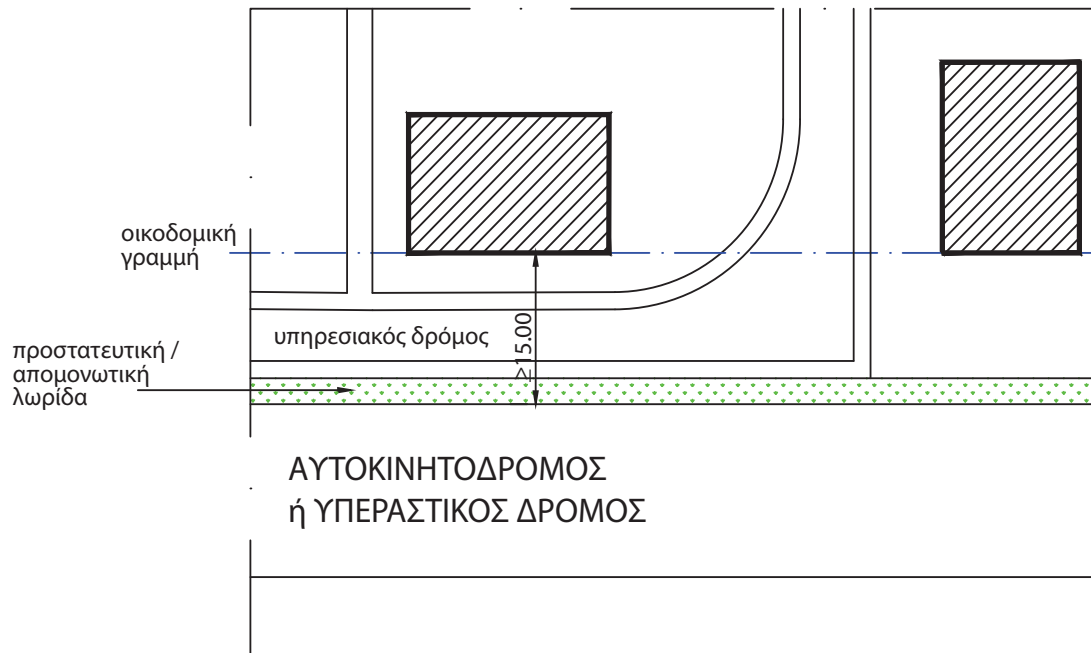 οικοδομική
γραμμή
υπηρεσιακός δρόμος
≥15.00
προστατευτική /
απομονωτική
λωρίδα
ΑΥΤΟΚΙΝΗΤΟΔΡΟΜΟΣ
ή ΥΠΕΡΑΣΤΙΚΟΣ ΔΡΟΜΟΣ